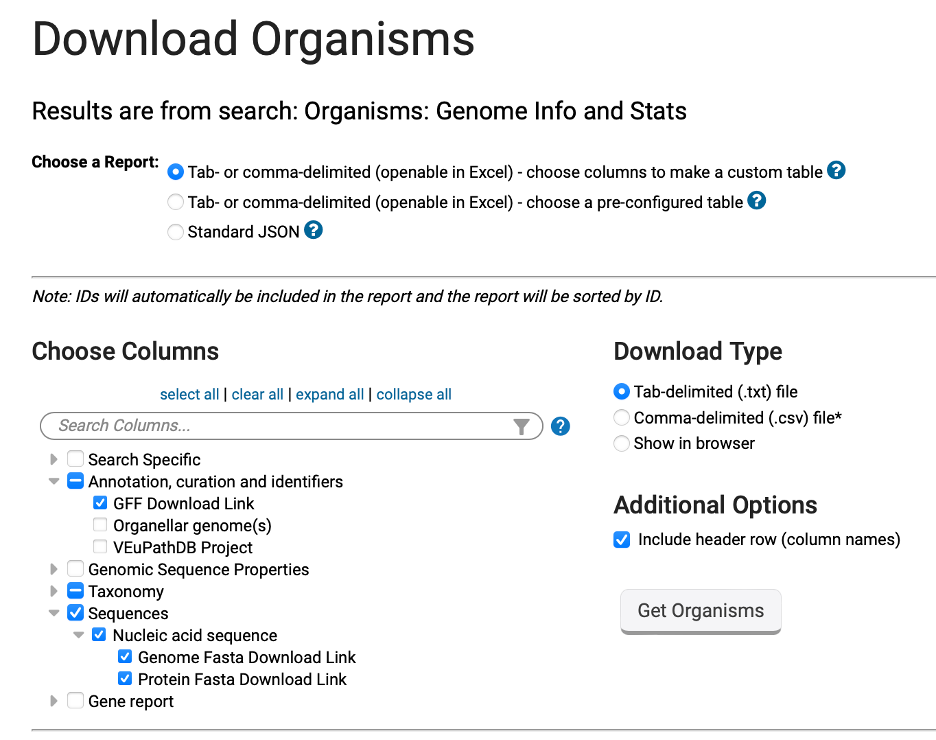 Download Organisms
Results are from search: Organisms: Genome Info and Stats
Choose a Report:
Tab- or comma-delimited (openable in Excel) - choose columns to make a custom table ?
Tab- or comma-delimited (openable in Excel) - choose a pre-configured table ?
Standard JSON ?
Note: IDs will automatically be included in the report and the report will be sorted by ID.
Choose Columns
select all | clear all | expand all | collapse all
Search Columns... ?
Search Specific
Annotation, curation and identifiers
GFF Download Link
Organellar genome(s)
VEuPathDB Project
Genomic Sequence Properties
Taxonomy
Sequences
Nucleic acid sequence
Genome Fasta Download Link
Protein Fasta Download Link
Gene report
Download Type
Tab-delimited (.txt) file
Comma-delimited (.csv) file*
Show in browser
Additional Options
Include header row (column names)
Get Organisms